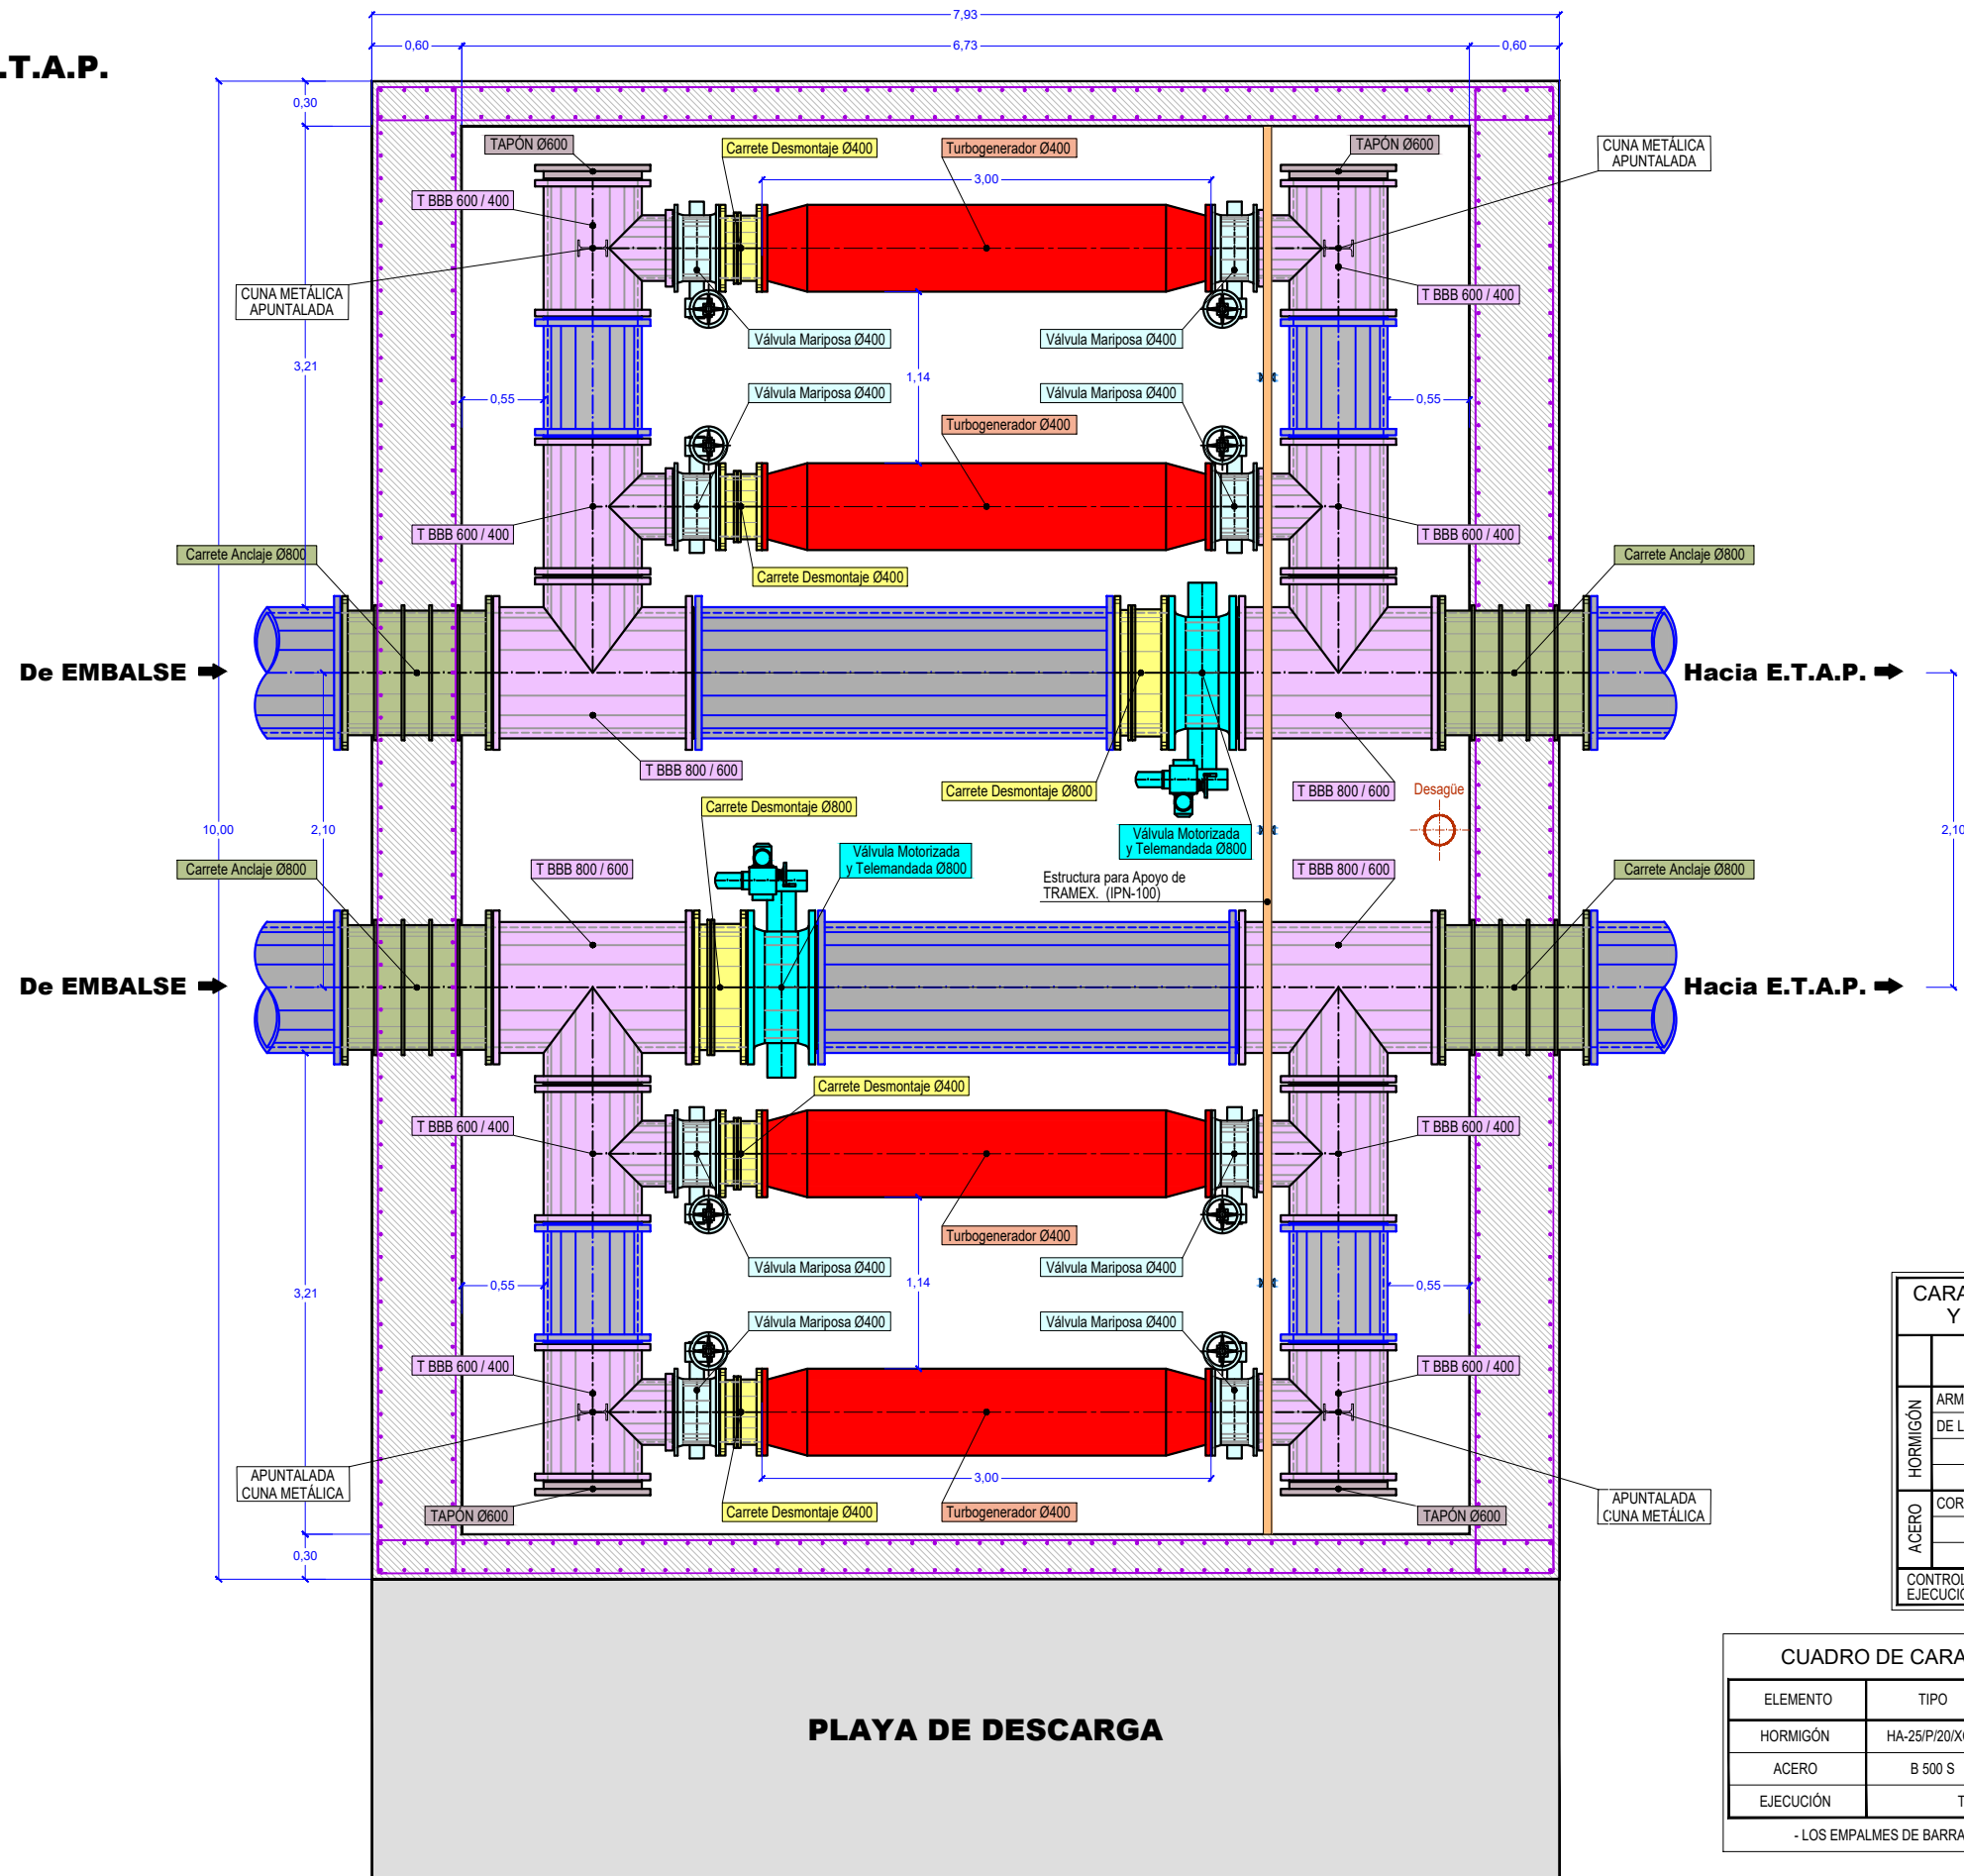 7,93
0,60
6,73
0,60
.T.A.P.
0,30
TAPÓN Ø600
Carrete Desmontaje Ø400
Turbogenerador Ø400
TAPÓN Ø600
CUNA METÁLICA
APUNTALADA
3,00
T BBB 600 / 400
CUNA METÁLICA
APUNTALADA
T BBB 600 / 400
Válvula Mariposa Ø400
Válvula Mariposa Ø400
3,21
1,14
0,55
Válvula Mariposa Ø400
Válvula Mariposa Ø400
0,55
Turbogenerador Ø400
T BBB 600 / 400
T BBB 600 / 400
Carrete Anclaje Ø800
Carrete Anclaje Ø800
Carrete Desmontaje Ø400
De EMBALSE
Hacia E.T.A.P.
T BBB 800 / 600
Carrete Desmontaje Ø800
T BBB 800 / 600
Desagüe
Carrete Desmontaje Ø800
10,00
2,10
2,10
Válvula Motorizada
y Telemandada Ø800
Válvula Motorizada
y Telemandada Ø800
Carrete Anclaje Ø800
T BBB 800 / 600
T BBB 800 / 600
Carrete Anclaje Ø800
Estructura para Apoyo de
TRAMEX. (IPN-100)
De EMBALSE
Hacia E.T.A.P.
Carrete Desmontaje Ø400
T BBB 600 / 400
T BBB 600 / 400
Turbogenerador Ø400
Válvula Mariposa Ø400
Válvula Mariposa Ø400
3,21
0,55
1,14
0,55
Válvula Mariposa Ø400
Válvula Mariposa Ø400
T BBB 600 / 400
T BBB 600 / 400
APUNTALADA
CUNA METÁLICA
3,00
APUNTALADA
CUNA METÁLICA
TAPÓN Ø600
Carrete Desmontaje Ø400
Turbogenerador Ø400
TAPÓN Ø600
0,30
CARA
Y
HORMIGÓN
ARM
DE L
ACERO
COR
CONTROL
EJECUCIÓ
PLAYA DE DESCARGA
CUADRO DE CARA
ELEMENTO TIPO
HORMIGÓN HA-25/P/20/XC
ACERO B 500 S
EJECUCIÓN T
- LOS EMPALMES DE BARRA